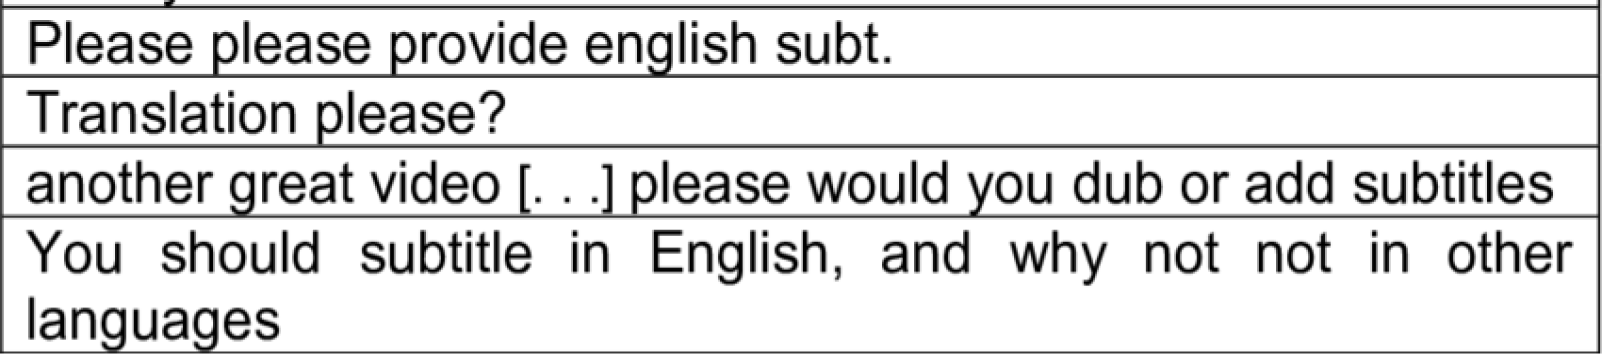 Please please provide english subt.
Translation please?
another great video [. . .] please would you dub or add subtitles
You should subtitle in English, and why not not in other
languages